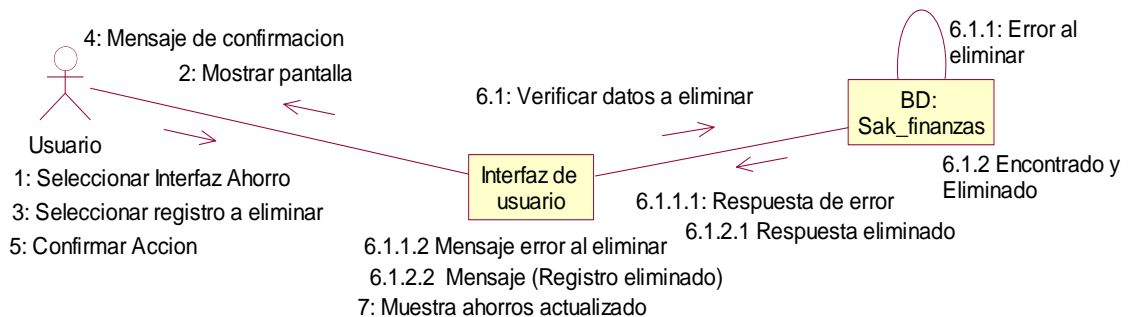 4: Mensaje de confirmacion
2: Mostrar pantalla
Usuario
1: Seleccionar Interfaz Ahorro
3: Seleccionar registro a eliminar
5: Confirmar Accion
Interfaz de
usuario
6.1.1.2 Mensaje error al eliminar
6.1.2.2 Mensaje (Registro eliminado)
7: Muestra ahorros actualizado
6.1: Verificar datos a eliminar
6.1.1.1: Respuesta de error
6.1.2.1 Respuesta eliminado
6.1.1: Error al
eliminar
BD:
Sak_finanzas
6.1.2 Encontrado y
Eliminado